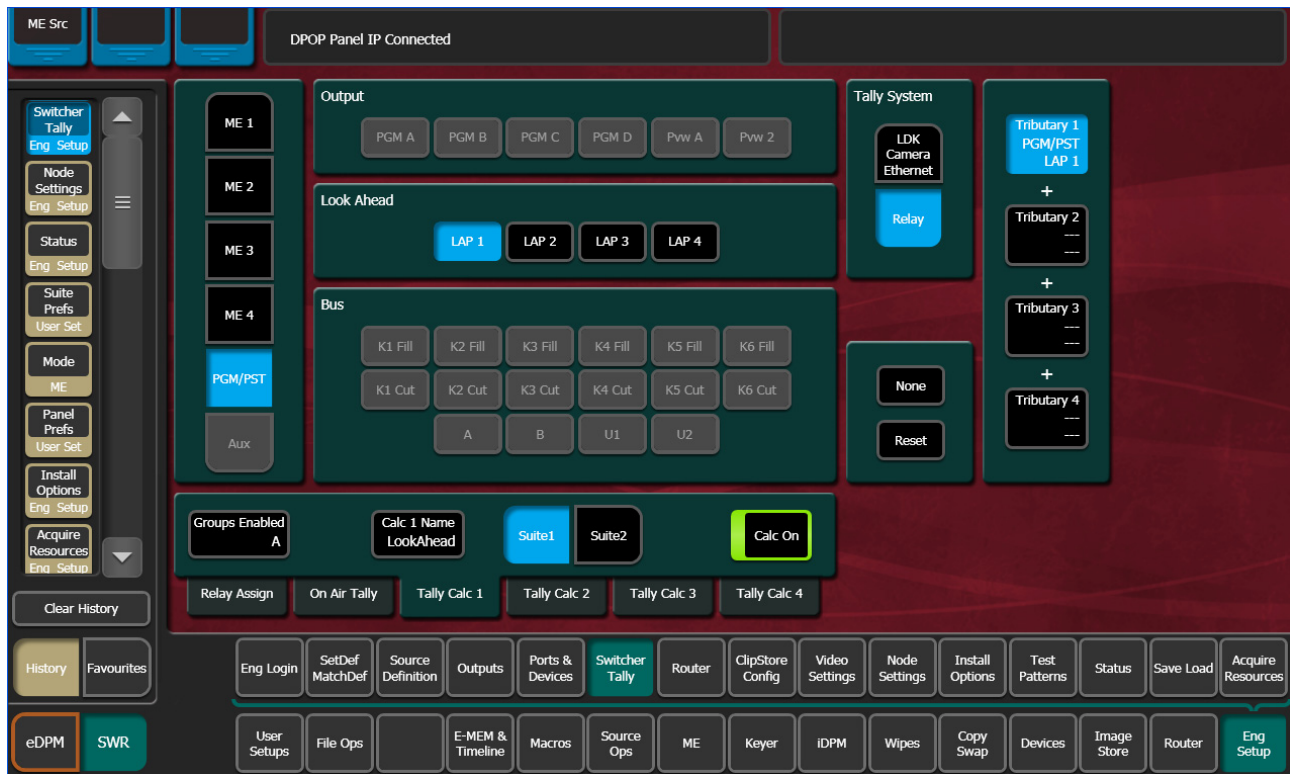 ME Src
DPOP Panel IP Connected
Switcher
Tally
Eng Setup
Node
Settings
Eng Setup
Status
Eng Setup
Suite
Prefs
User Set
Mode
ME
Panel
Prefs
User Set
Install
Options
Eng Setup
Acquire
Resources
Eng Setup
Clear History
History
Favourites
eDPM
SWR
ME 1
ME 2
ME 3
ME 4
PGM/PST
Aux
Output
PGM A
PGM B
PGM C
PGM D
Pvw A
Pvw 2
Look Ahead
LAP 1
LAP 2
LAP 3
LAP 4
Bus
K1 Fill
K2 Fill
K3 Fill
K4 Fill
K5 Fill
K6 Fill
K1 Cut
K2 Cut
K3 Cut
K4 Cut
K5 Cut
K6 Cut
A
B
U1
U2
Tally System
LDK
Camera
Ethernet
Relay
None
Reset
Tributary 1
PGM/PST
LAP 1
+
Tributary 2
---
---
+
Tributary 3
---
---
+
Tributary 4
---
---
Groups Enabled
A
Calc 1 Name
LookAhead
Suite1
Suite2
Calc On
Relay Assign
On Air Tally
Tally Calc 1
Tally Calc 2
Tally Calc 3
Tally Calc 4
Eng Login
SetDef
MatchDef
Source
Definition
Outputs
Ports &
Devices
Switcher
Tally
Router
ClipStore
Config
Video
Settings
Node
Settings
Install
Options
Test
Patterns
Status
Save Load
Acquire
Resources
User
Setups
File Ops
E-MEM &
Timeline
Macros
Source
Ops
ME
Keyer
iDPM
Wipes
Copy
Swap
Devices
Image
Store
Router
Eng
Setup